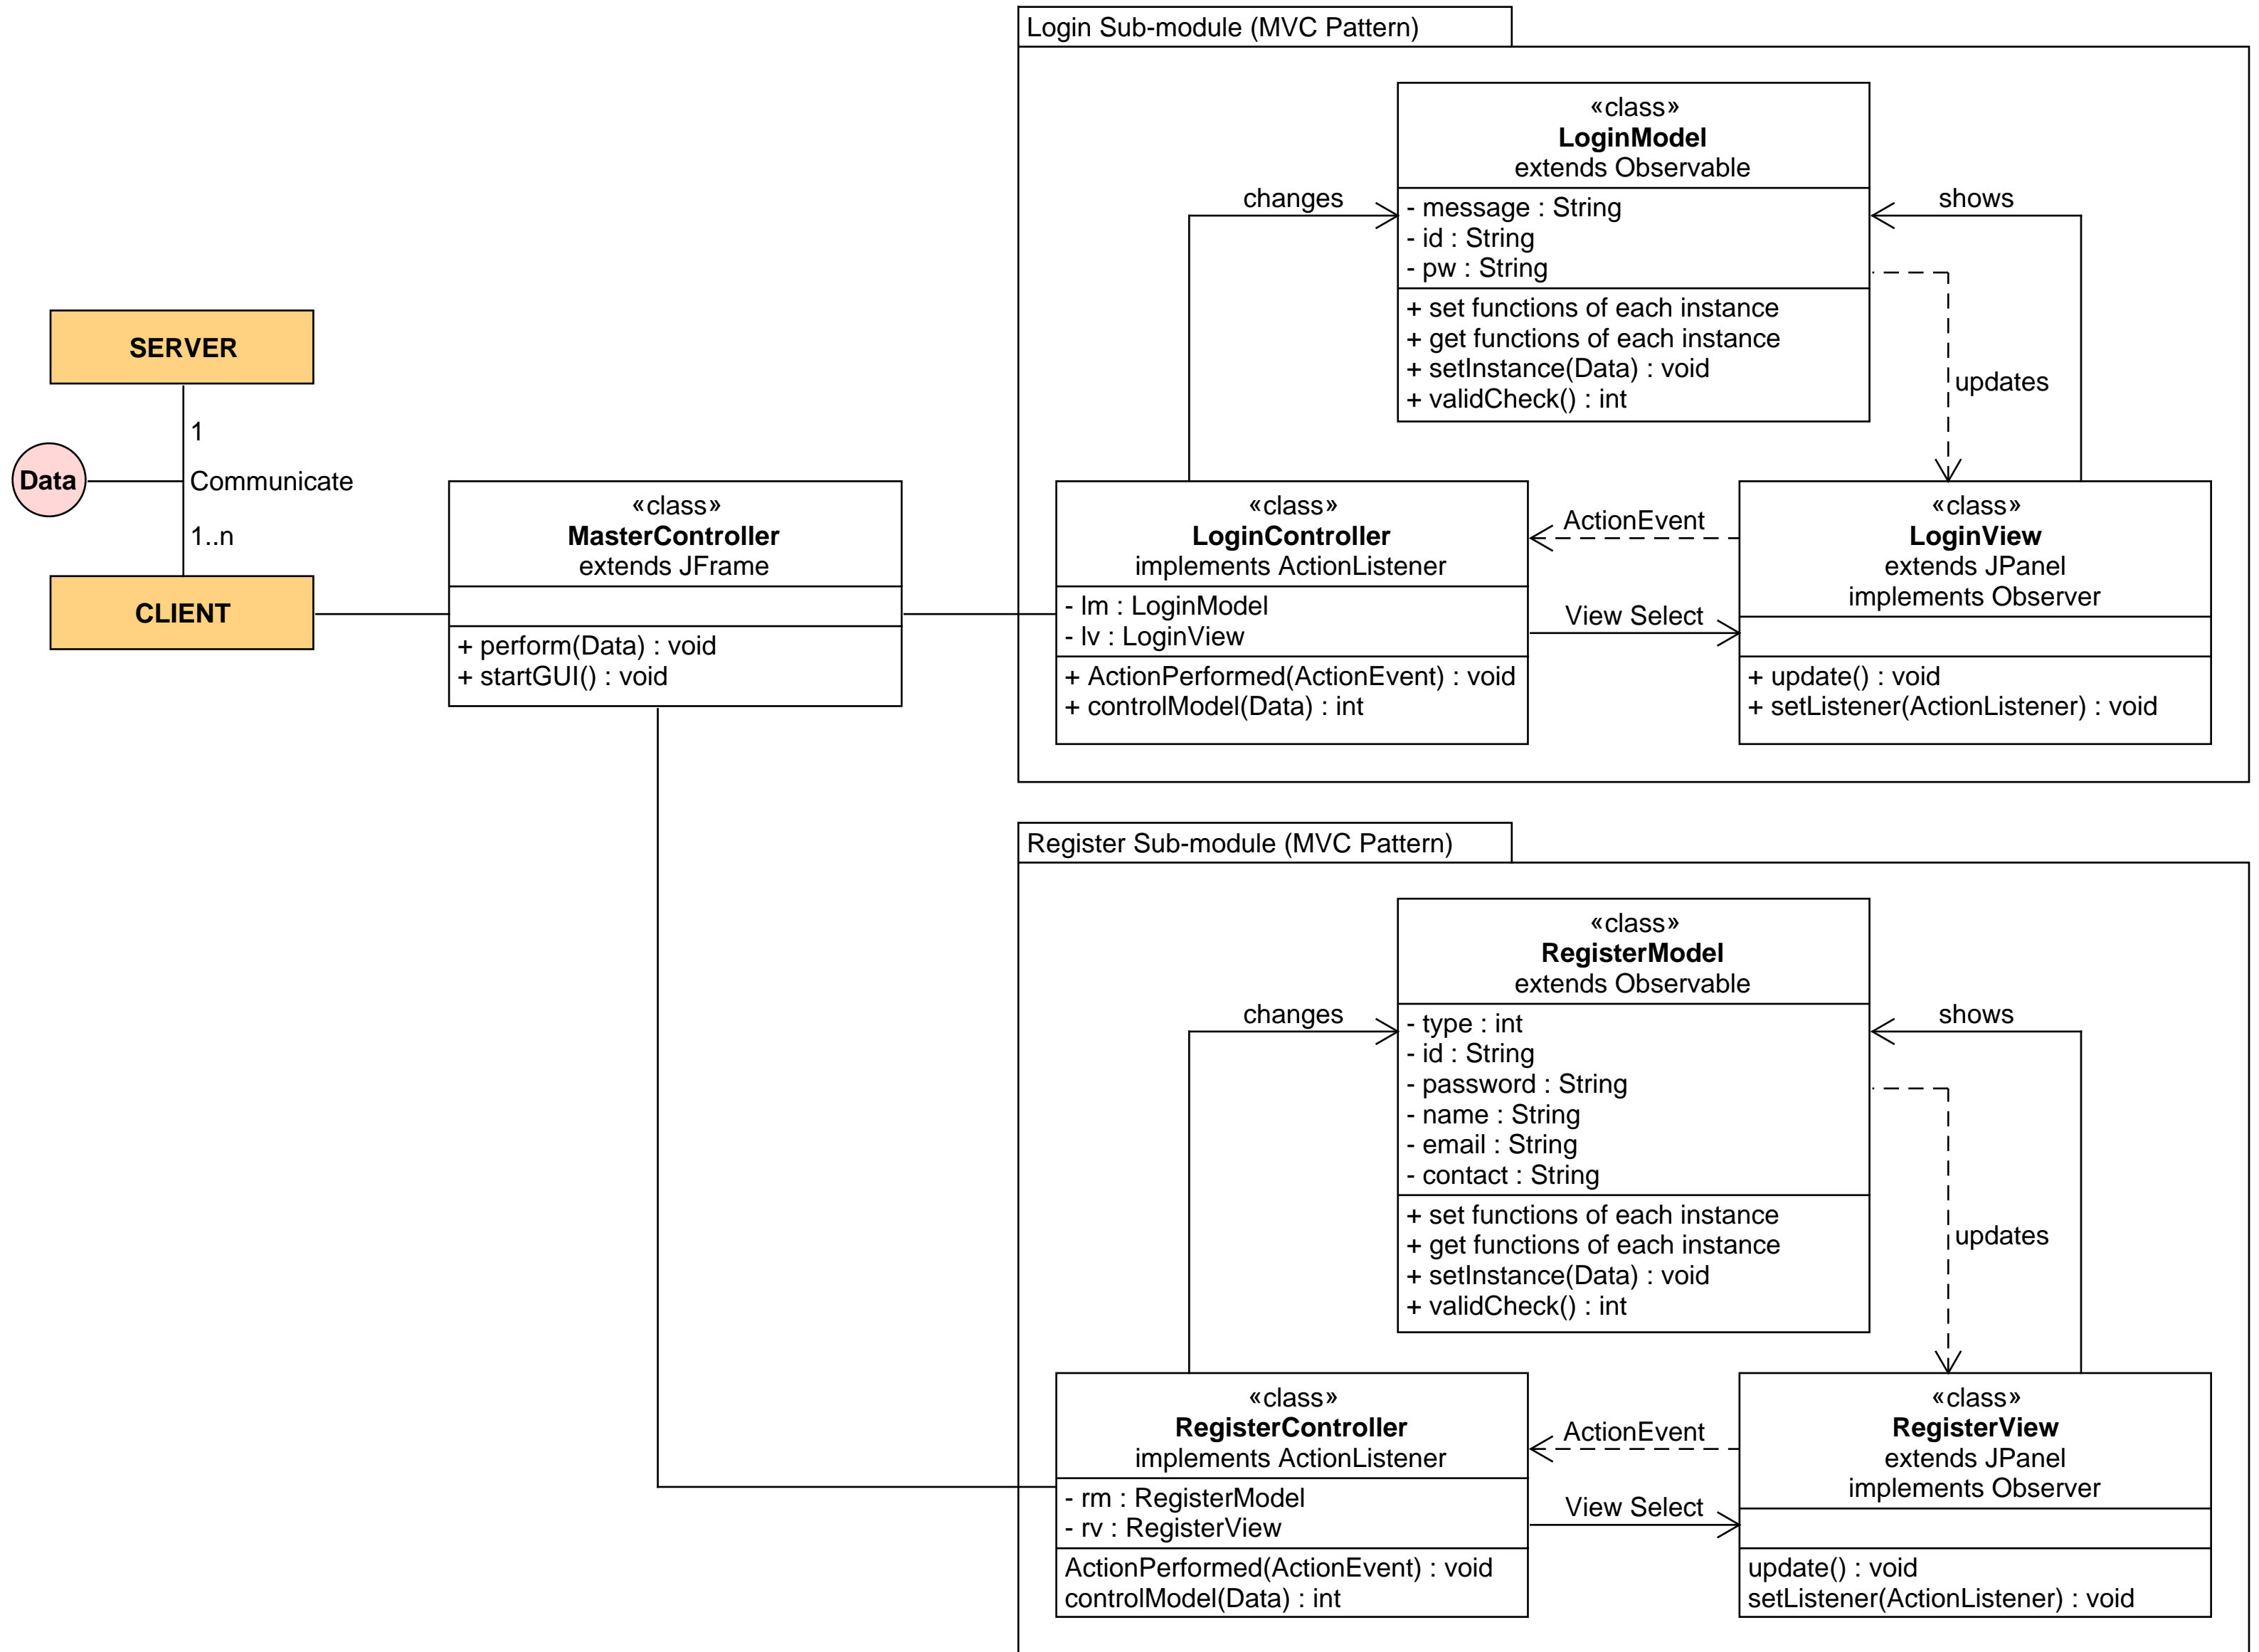 Login Sub-module (MVC Pattern)
«class»
LoginModel
extends Observable
- message : String
- id : String
- pw : String
+ set functions of each instance
+ get functions of each instance
+ setInstance(Data) : void
+ validCheck() : int
changes
shows
updates
SERVER
1
Data
Communicate
1..n
CLIENT
«class»
MasterController
extends JFrame
+ perform(Data) : void
+ startGUI() : void
«class»
LoginController
implements ActionListener
- lm : LoginModel
- lv : LoginView
+ ActionPerformed(ActionEvent) : void
+ controlModel(Data) : int
ActionEvent
View Select
«class»
LoginView
extends JPanel
implements Observer
+ update() : void
+ setListener(ActionListener) : void
Register Sub-module (MVC Pattern)
«class»
RegisterModel
extends Observable
- type : int
- id : String
- password : String
- name : String
- email : String
- contact : String
+ set functions of each instance
+ get functions of each instance
+ setInstance(Data) : void
+ validCheck() : int
changes
shows
updates
«class»
RegisterController
implements ActionListener
- rm : RegisterModel
- rv : RegisterView
ActionPerformed(ActionEvent) : void
controlModel(Data) : int
ActionEvent
View Select
«class»
RegisterView
extends JPanel
implements Observer
update() : void
setListener(ActionListener) : void